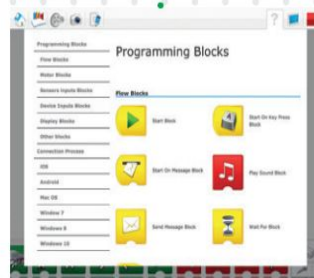 ?
Programming Blocks
Flow Blocks
Motor Blocks
Sensors Inputs Blocks
Device Inputs Blocks
Display Blocks
Other Blocks
Connection Process
iOS
Android
Mac OS
Window 7
Windows 8
Windows 10
Programming Blocks
Flow Blocks
Start Block
Start On Key Press
Block
Start On Message Block
Play Sound Block
Send Message Block
Wait For Block